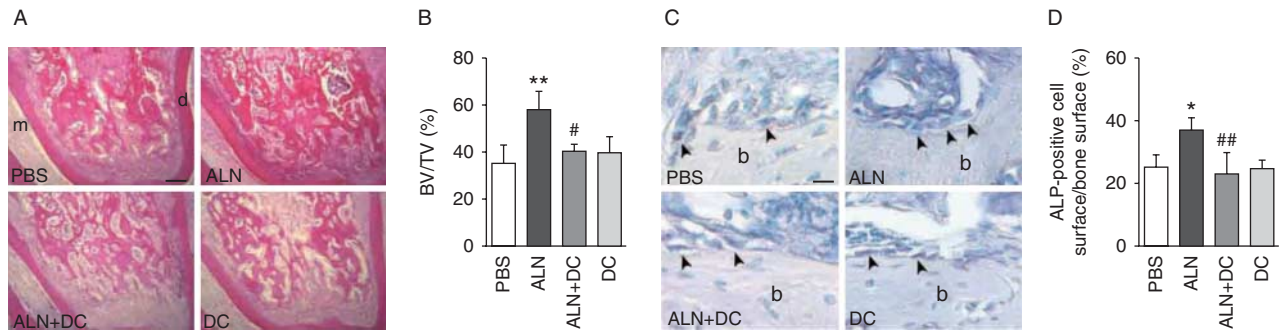 A
d
m
PBS
ALN
ALN+DC
DC
B
BV/TV (%)
80
60
40
20
0
**
#
PBS
ALN
ALN+DC
DC
C
b
PBS
b
ALN
b
ALN+DC
b
DC
D
ALP-positive cell
surface/bone surface (%)
60
40
20
0
*
##
PBS
ALN
ALN+DC
DC